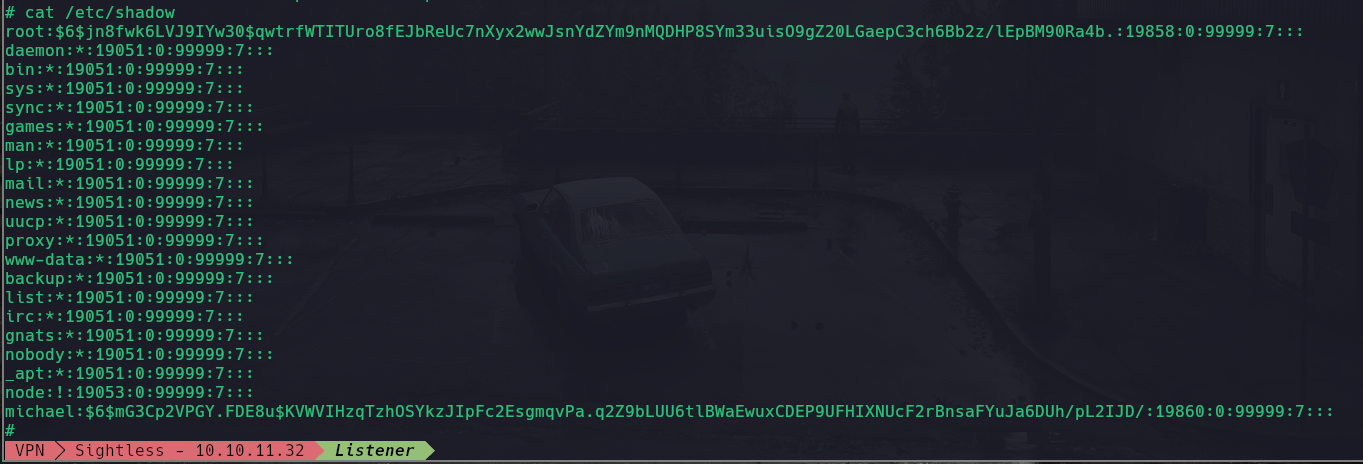 # cat /etc/shadow
root:$6$jn8fwk6LVJ9IYw30$qwtrfWTITUro8fEJbReUc7nXyx2wwJsnYdZYm9nMQDHP8SYm33uisO9gZ20LGaepC3ch6Bb2z/lEpBM90Ra4b.:19858:0:99999:7:::
daemon:*:19051:0:99999:7:::
bin:*:19051:0:99999:7:::
sys:*:19051:0:99999:7:::
sync:*:19051:0:99999:7:::
games:*:19051:0:99999:7:::
man:*:19051:0:99999:7:::
lp:*:19051:0:99999:7:::
mail:*:19051:0:99999:7:::
news:*:19051:0:99999:7:::
uucp:*:19051:0:99999:7:::
proxy:*:19051:0:99999:7:::
www-data:*:19051:0:99999:7:::
backup:*:19051:0:99999:7:::
list:*:19051:0:99999:7:::
irc:*:19051:0:99999:7:::
gnats:*:19051:0:99999:7:::
nobody:*:19051:0:99999:7:::
_apt:*:19051:0:99999:7:::
node:!:19053:0:99999:7:::
michael:$6$mG3Cp2VPGY.FDE8u$KVWVIHzqTzhOSYkzJIpFc2EsgmqvPa.q2Z9bLUU6tlBWaEwuxCDEP9UFHIXNUcF2rBnsaFYuJa6DUh/pL2IJD/:19860:0:99999:7:::
#
VPN Sightless - 10.10.11.32 Listener